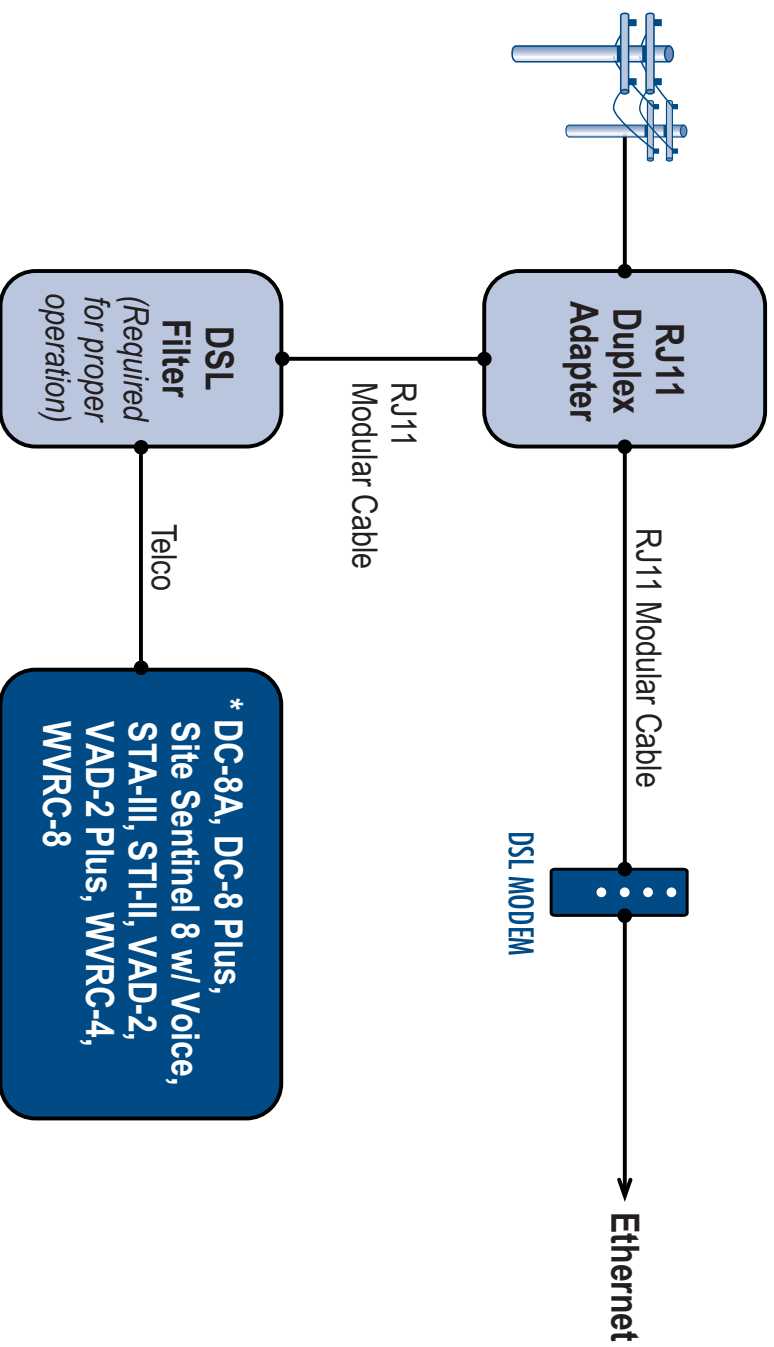 RJ11
Duplex
Adapter
RJ11 Modular Cable
DSL MODEM
Ethernet
RJ11
Modular Cable
DSL
Filter
(Required
for proper
operation)
Telco
* DC-8A, DC-8 Plus,
Site Sentinel 8 w/ Voice,
STA-III, STI-II, VAD-2,
VAD-2 Plus, WVRC-4,
WVRC-8